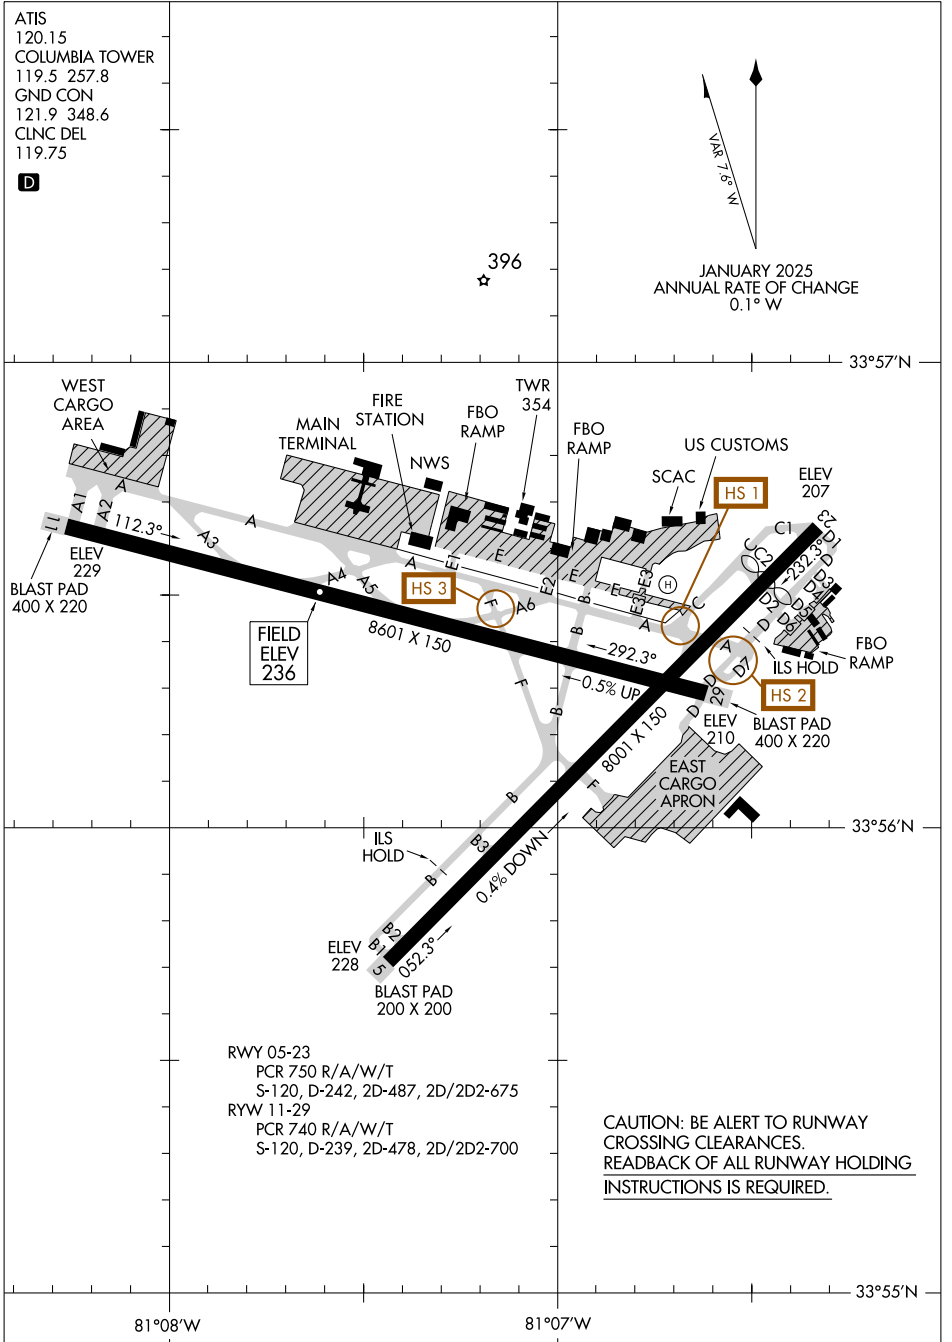 ATIS
120.15
COLUMBIA TOWER
119.5 257.8
GND CON
121.9 348.6
CLNC DEL
119.75
D
396
VAR 7.6° W
JANUARY 2025
ANNUAL RATE OF CHANGE
0.1° W
33°57'N
WEST
CARGO
AREA
MAIN
TERMINAL
FIRE
STATION
NWS
FBO
RAMP
TWR
354
FBO
RAMP
US CUSTOMS
SCAC
HS 1
ELEV
207
23
A1
A2
A
A
A3
112.3°
11
ELEV
229
BLAST PAD
400 X 220
A4
A5
A
E1
E
E2
E
E
E3
E3
H
HS 3
F
A6
B
A
C
C
C2
C1
D1
232.3°
D3
D4
D5
D2
D6
D
FIELD
ELEV
236
8601 X 150
292.3°
0.5% UP
A
D7
D
ILS HOLD
FBO
RAMP
HS 2
29
D
ELEV
210
BLAST PAD
400 X 220
F
B
8001 X 150
EAST
CARGO
APRON
F
B
33°56'N
ILS
HOLD
B3
B
0.4% DOWN
B2
B1
5
052.3°
ELEV
228
BLAST PAD
200 X 200
RWY 05-23
PCR 750 R/A/W/T
S-120, D-242, 2D-487, 2D/2D2-675
RYW 11-29
PCR 740 R/A/W/T
S-120, D-239, 2D-478, 2D/2D2-700
CAUTION: BE ALERT TO RUNWAY
CROSSING CLEARANCES.
READBACK OF ALL RUNWAY HOLDING
INSTRUCTIONS IS REQUIRED.
33°55'N
81°08'W
81°07'W